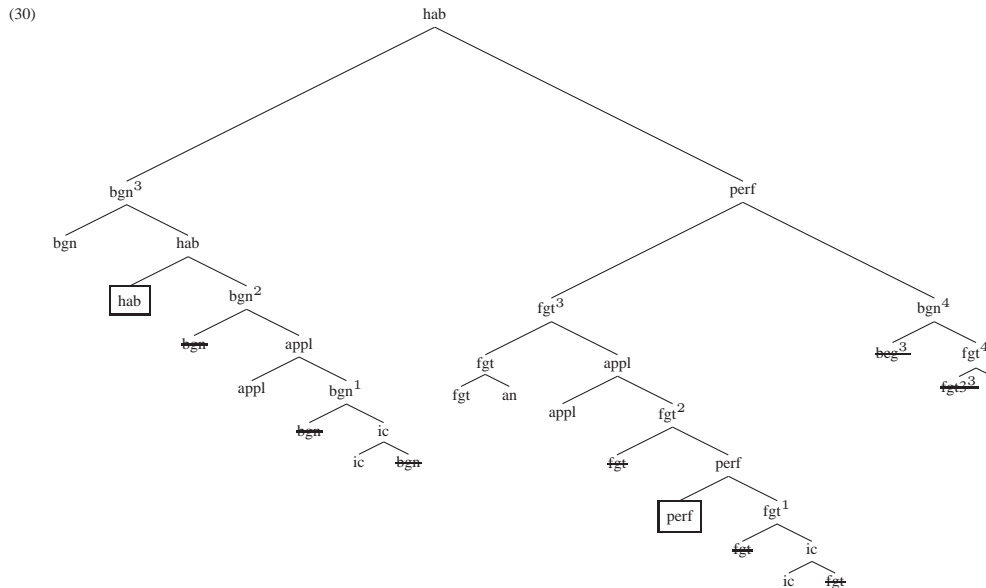 (30) hab
bgn³ perf
bgn hab
hab bgn² fgt³ bgn⁴
bgn appl fgt appl beg³ fgt⁴
appl bgn¹ fgt an appl fgt² fgt3³
bgn ic fgt perf
ic bgn
perf fgt¹
fgt ic
ic fgt